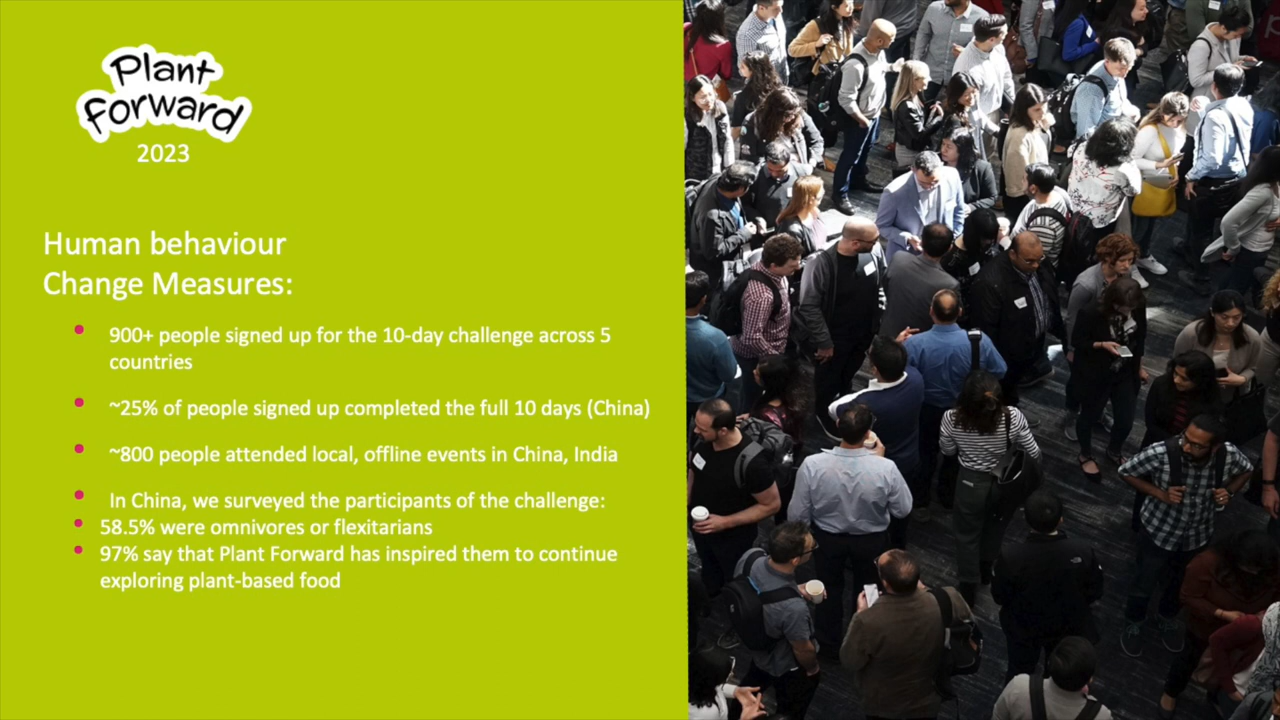 Plant
Forward
2023
Human behaviour
Change Measures:
900+ people signed up for the 10-day challenge across 5
countries
~25% of people signed up completed the full 10 days (China)
~800 people attended local, offline events in China, India
In China, we surveyed the participants of the challenge:
58.5% were omnivores or flexitarians
97% say that Plant Forward has inspired them to continue
exploring plant-based food